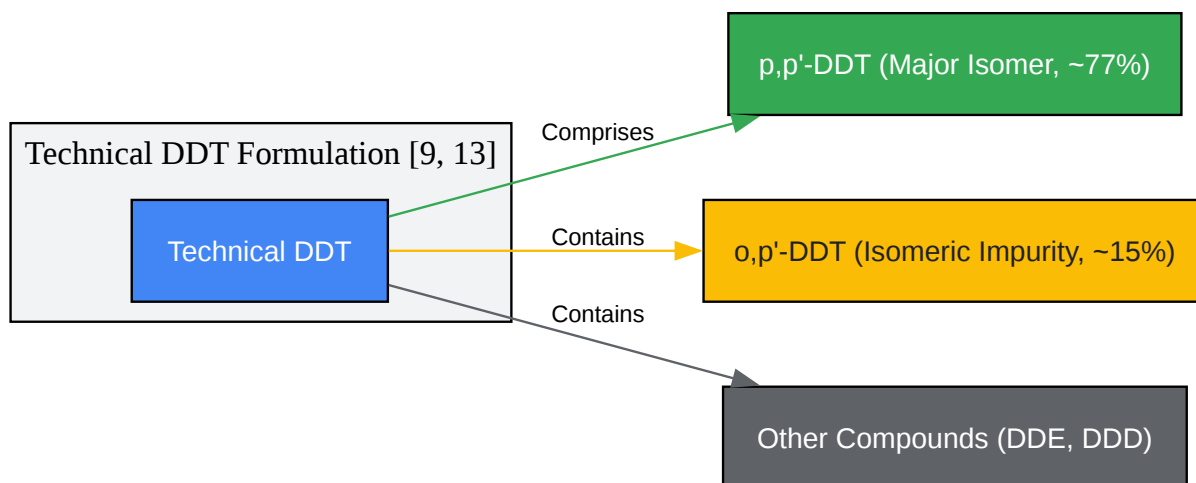 p,p'-DDT (Major Isomer, ~77%)
Comprises
Technical DDT Formulation [9, 13]
Technical DDT
Contains
o,p'-DDT (Isomeric Impurity, ~15%)
Contains
Other Compounds (DDE, DDD)